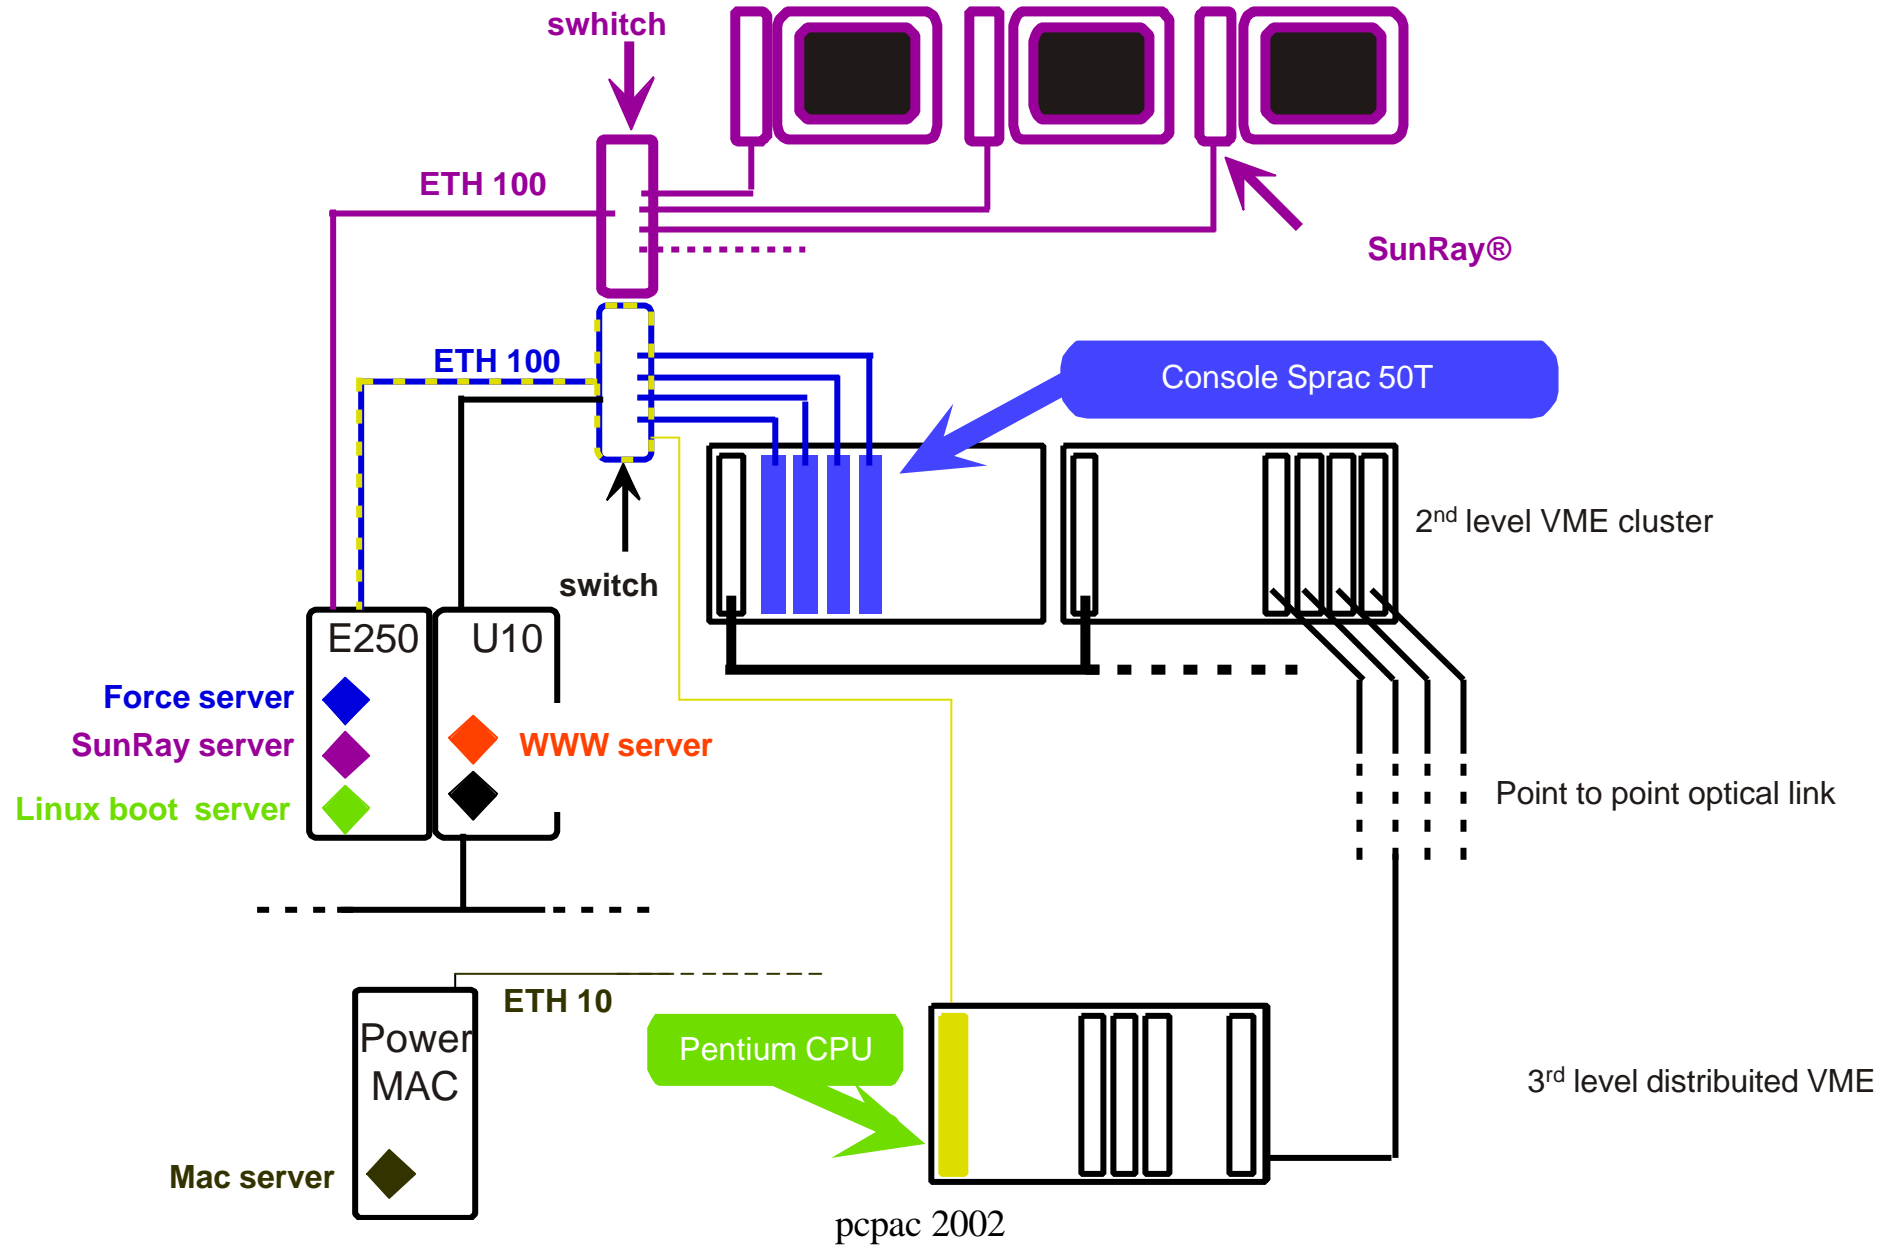 swhitch
ETH 100
SunRay®
ETH 100
Console Sprac 50T
2nd level VME cluster
switch
E250
U10
Force server
SunRay server
WWW server
Linux boot server
Point to point optical link
ETH 10
Power
MAC
Pentium CPU
3rd level distribuited VME
Mac server
pcpac 2002